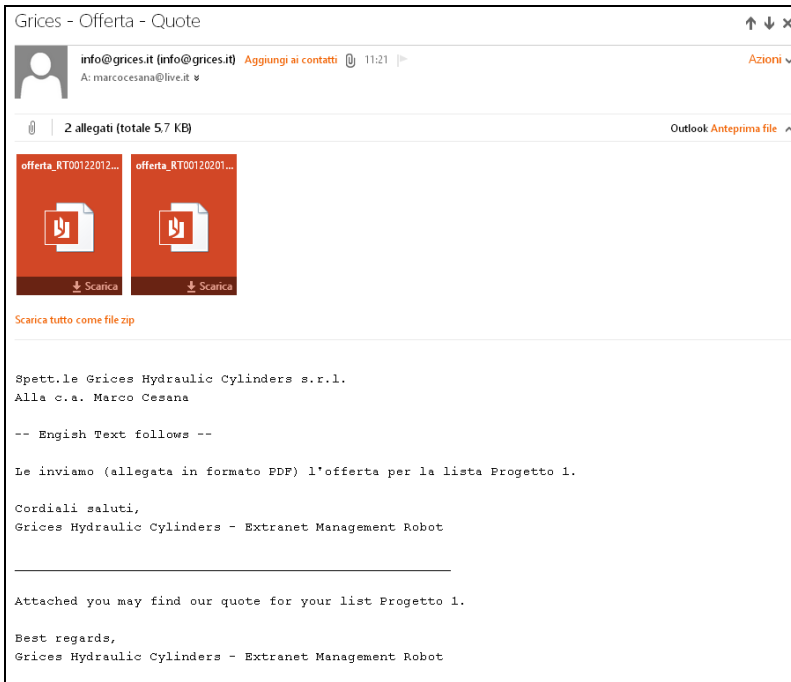 Grices - Offerta - Quote
info@grices.it (info@grices.it) Aggiungi ai contatti 11:21
Azioni
A: marcocesana@live.it
2 allegati (totale 5,7 KB)
Outlook Anteprima file
offerta_RT00122012... offerta_RT00120201...
Scarica Scarica
Scarica tutto come file zip
Spett.le Grices Hydraulic Cylinders s.r.l.
Alla c.a. Marco Cesana
-- Engish Text follows --
Le inviamo (allegata in formato PDF) l'offerta per la lista Progetto 1.
Cordiali saluti,
Grices Hydraulic Cylinders - Extranet Management Robot
Attached you may find our quote for your list Progetto 1.
Best regards,
Grices Hydraulic Cylinders - Extranet Management Robot